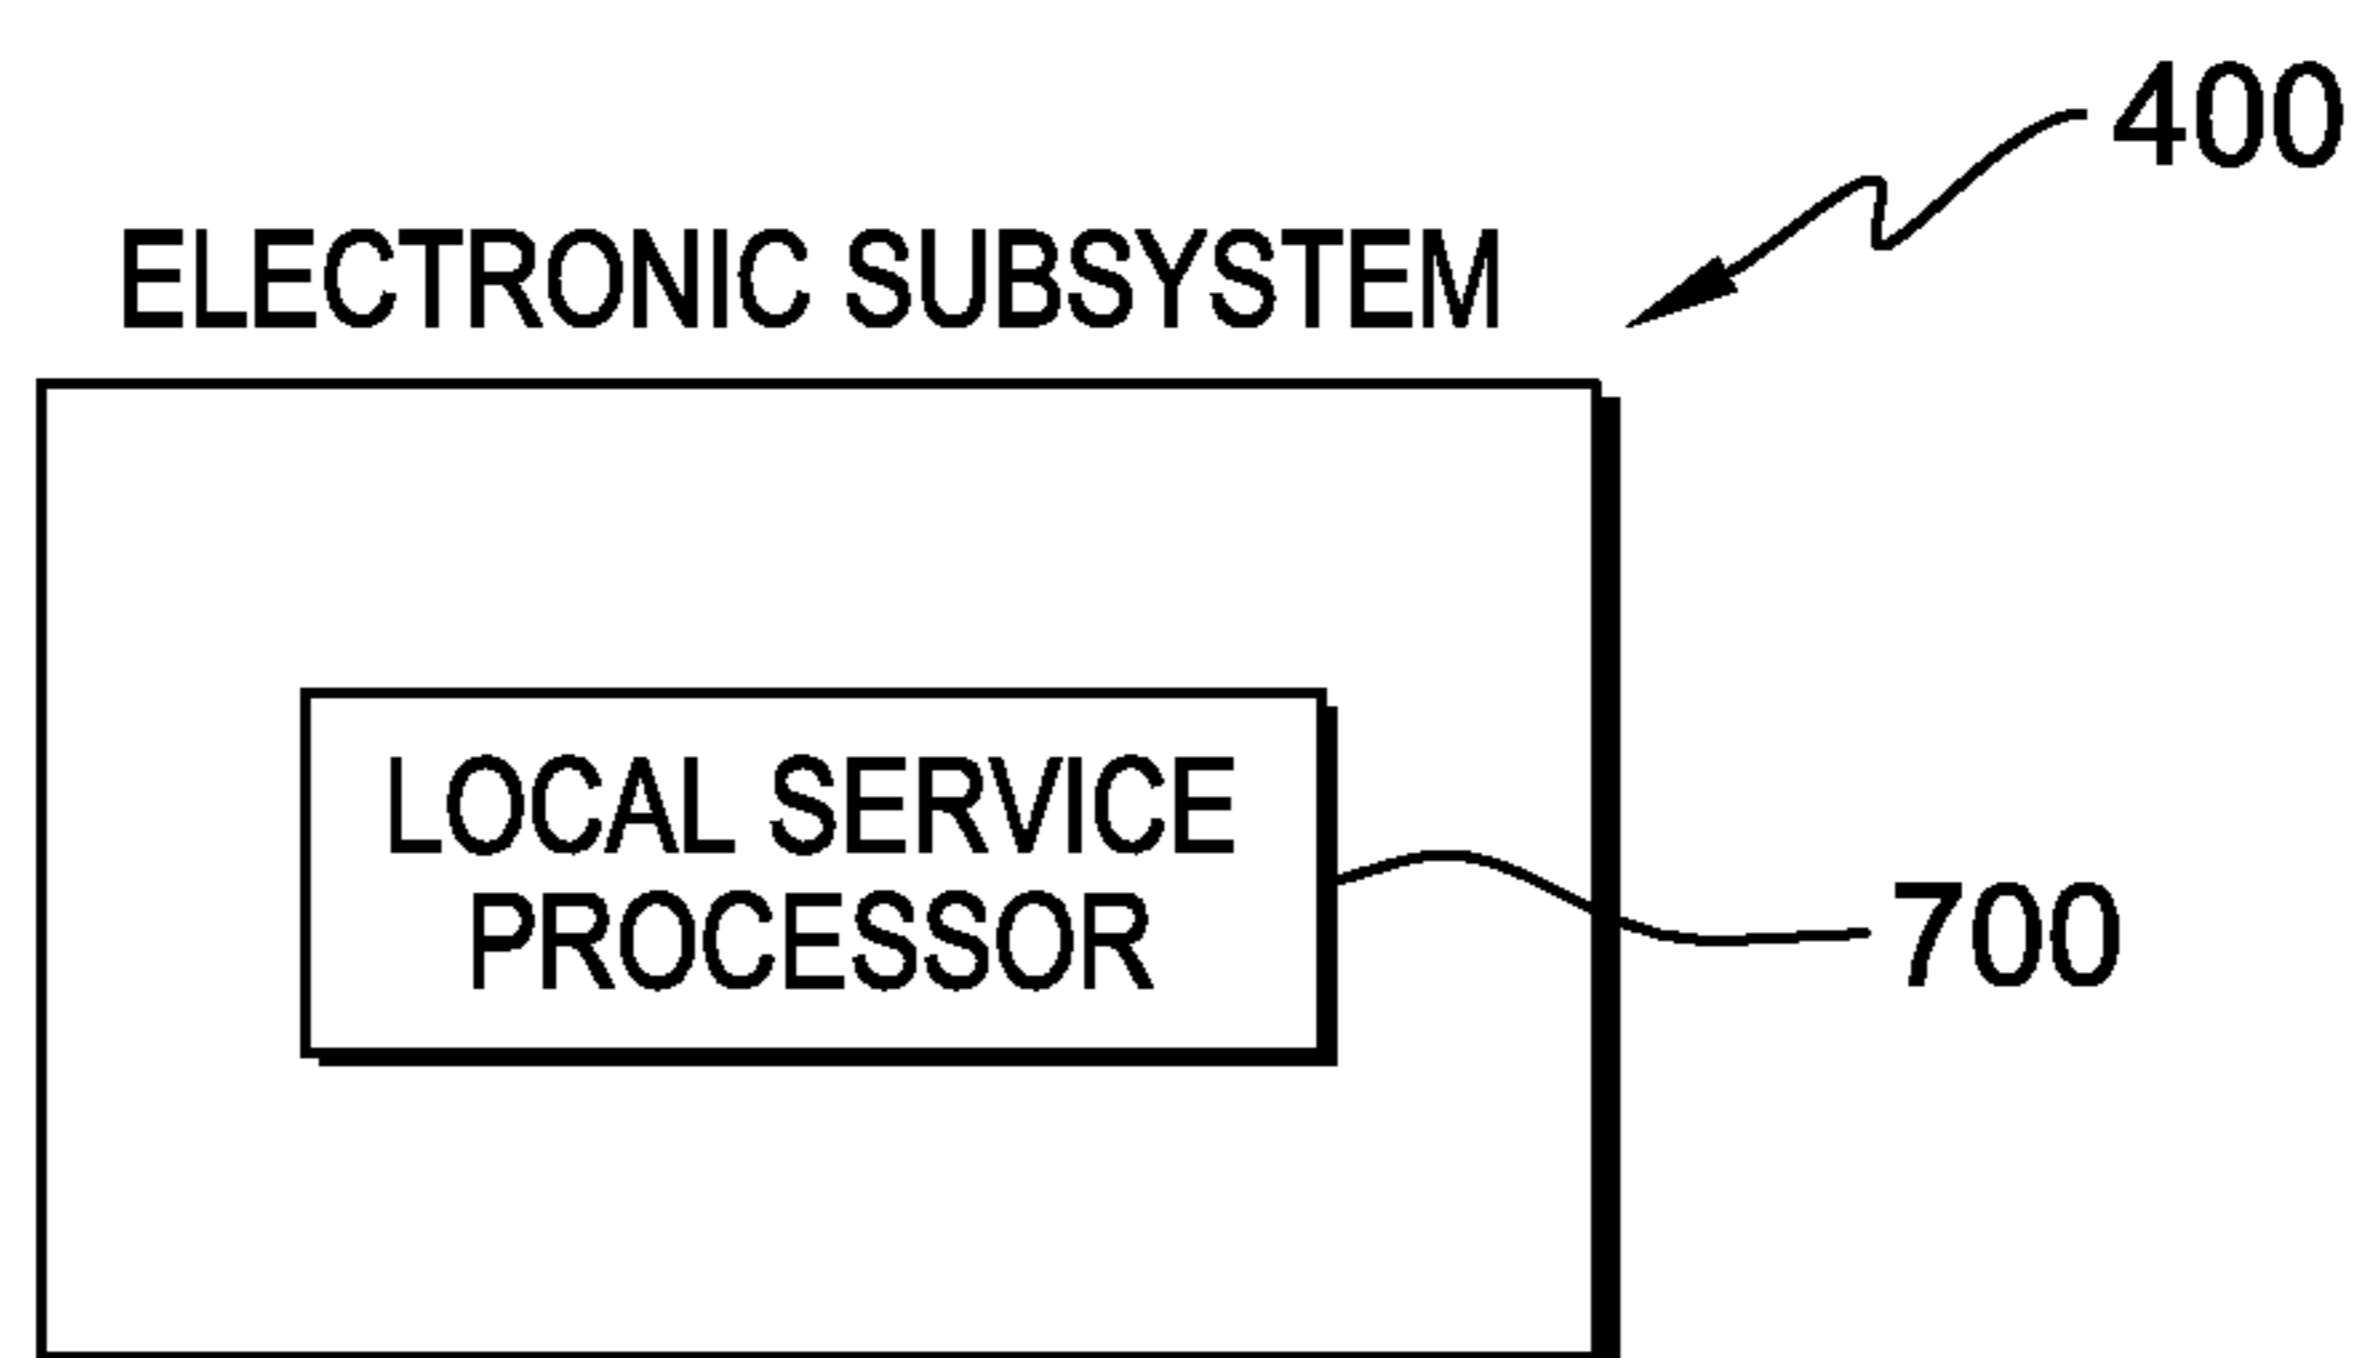 400
ELECTRONIC SUBSYSTEM
LOCAL SERVICE
PROCESSOR
700